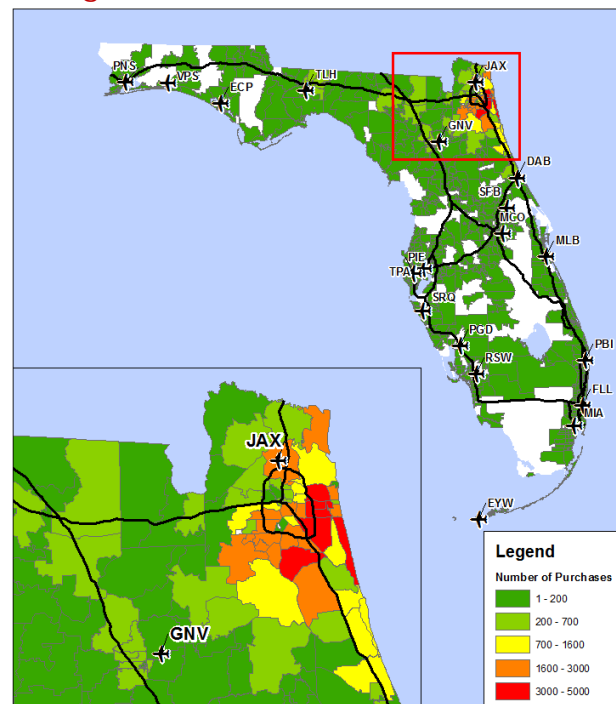 JAX
PNS
VPS
TLH
ECP
GNV
DAB
SFB
MCO
MLB
PIE
TPA
SRQ
PGD
PBI
RSW
FLL
MIA
EYW
JAX
GNV
Legend
Number of Purchases
1 - 200
200 - 700
700 - 1600
1600 - 3000
3000 - 5000